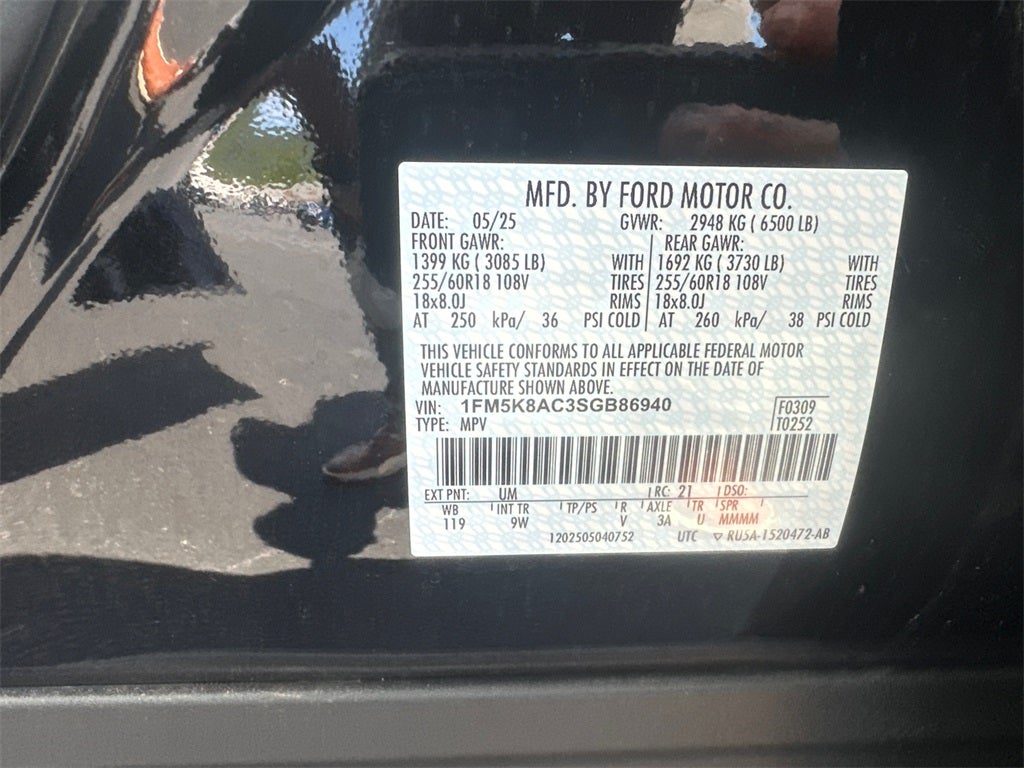 MFD. BY FORD MOTOR CO.
DATE: 05/25 GVWR: 2948 KG ( 6500 LB)
FRONT GAWR: REAR GAWR:
1399 KG ( 3085 LB) WITH 1692 KG ( 3730 LB) WITH
255/60R18 108V TIRES 255/60R18 108V TIRES
18x8.0J RIMS 18x8.0J RIMS
AT 250 kPa/ 36 PSI COLD AT 260 kPa/ 38 PSI COLD
THIS VEHICLE CONFORMS TO ALL APPLICABLE FEDERAL MOTOR
VEHICLE SAFETY STANDARDS IN EFFECT ON THE DATE OF
MANUFACTURE SHOWN ABOVE.
VIN: 1FM5K8AC3SGB86940 F0309
TYPE: MPV T0252
EXT PNT: UM RC: 21 DSO:
WB INT TR TP/PS R AXLE TR SPR
119 9W V 3A U MMMM
1202505040752 UTC ▽ RU5A-1520472-AB